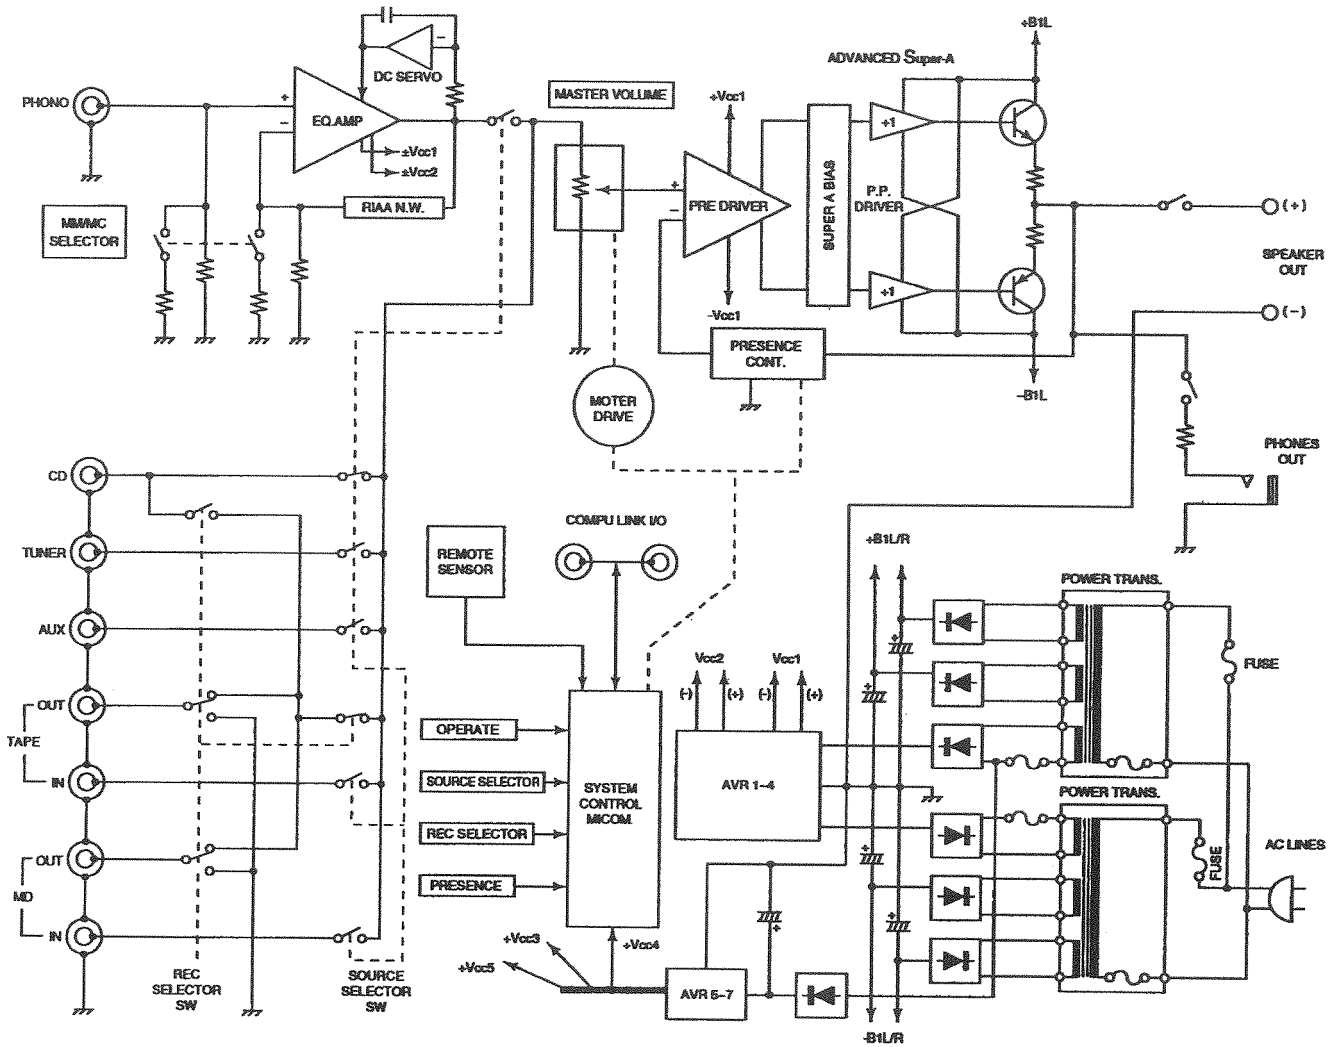 +B1L
ADVANCED Super-A
DC SERVO
PHONO
+
−
−
EQ.AMP
±Vcc1
±Vcc2
MASTER VOLUME
+Vcc1
+1
P.P.
DRIVER
SUPER A BIAS
+
−
PRE DRIVER
RIAA N.W.
MM/MC
SELECTOR
(+)
SPEAKER
OUT
(−)
+1
−Vcc1
PRESENCE
CONT.
−B1L
MOTER
DRIVE
PHONES
OUT
CD
TUNER
AUX
OUT
TAPE
IN
OUT
MD
IN
REC
SELECTOR
SW
SOURCE
SELECTOR
SW
REMOTE
SENSOR
COMPU LINK I/O
+B1L/R
POWER TRANS.
FUSE
Vcc2
Vcc1
(-)
(+)
(-)
(+)
+
+
OPERATE
SOURCE SELECTOR
REC SELECTOR
PRESENCE
SYSTEM
CONTROL
MICOM.
AVR 1~4
POWER TRANS.
FUSE
AC LINES
+
+
+
+Vcc3
+Vcc4
+Vcc5
AVR 5~7
-B1L/R